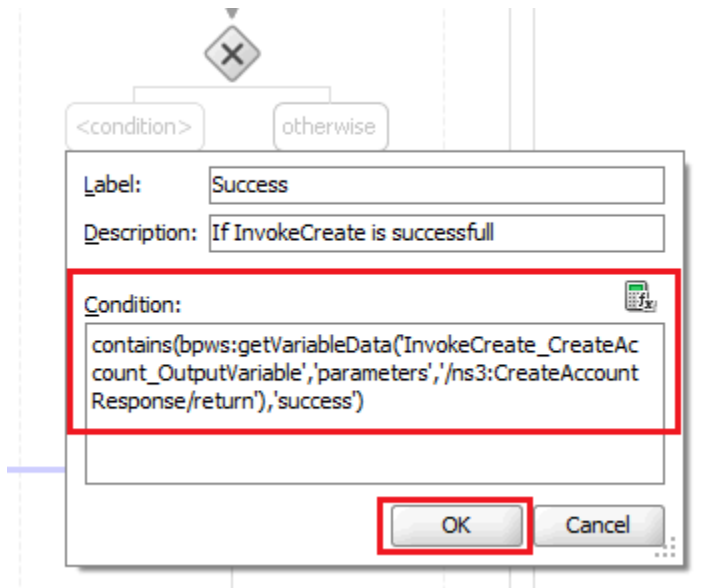 <condition>
otherwise
Label:
Success
Description:
If InvokeCreate is successfull
Condition:
contains(bpws:getVariableData('InvokeCreate_CreateAc
count_OutputVariable','parameters','/ns3:CreateAccount
Response/return'),'success')
OK
Cancel